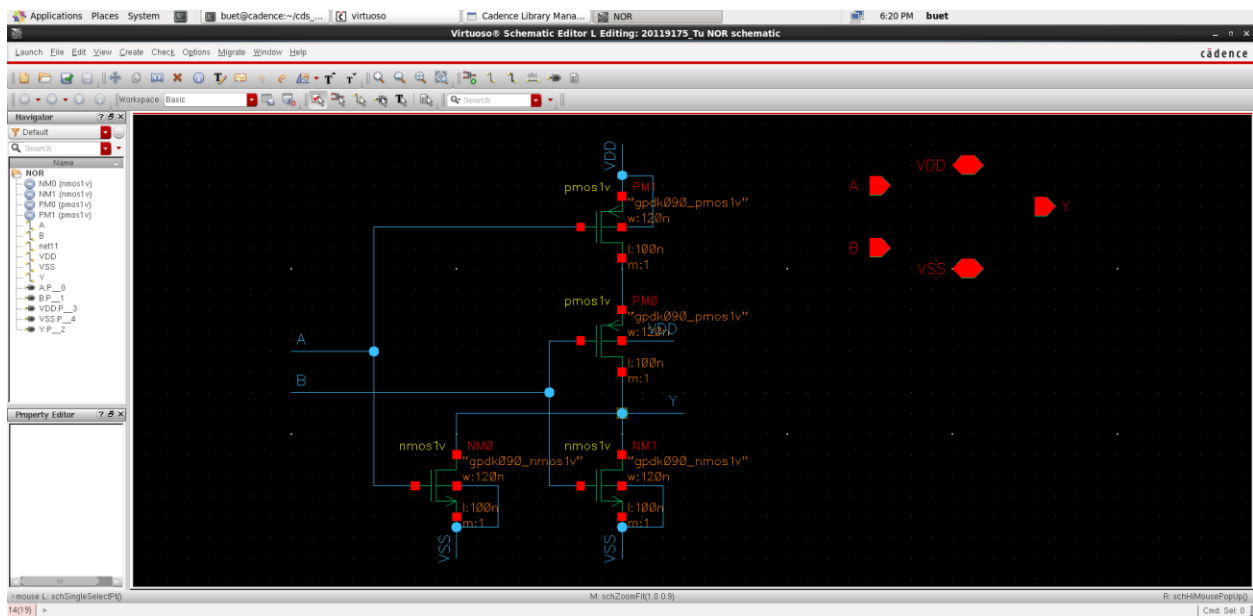 Applications Places System buet@cadence:~/cds_... virtuoso Cadence Library Mana... NOR 6:20 PM buet
Virtuoso® Schematic Editor L Editing: 20119175_Tu NOR schematic
Launch File Edit View Create Check Options Migrate Window Help cādence
Workspace: Basic Search
Navigator
Default
Search
Name
NOR
NM0 (nmos1v)
NM1 (nmos1v)
PM0 (pmos1v)
PM1 (pmos1v)
A
B
net11
VDD
VSS
Y
A:P__0
B:P__1
VDD:P__3
VSS:P__4
Y:P__2
Property Editor
VDD
pmos1v PM1
"gpdk090_pmos1v"
w:120n
l:100n
m:1
pmos1v PM0
"gpdk090_pmos1v"
w:120n
VDD
l:100n
m:1
A
B
Y
nmos1v NM0
"gpdk090_nmos1v"
w:120n
l:100n
m:1
VSS
nmos1v NM1
"gpdk090_nmos1v"
w:120n
l:100n
m:1
VSS
VDD
A
Y
B
VSS
mouse L: schSingleSelectPt() M: schZoomFit(1.0 0.9) R: schHiMousePopUp()
14(19) > Cmd: Sel: 0